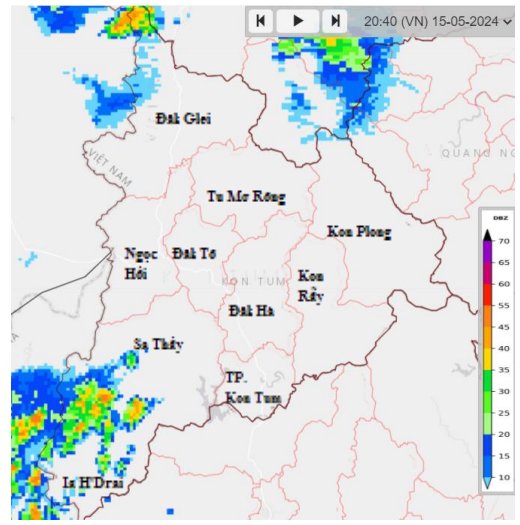 20:40 (VN) 15-05-2024
Đăk Glei
VIỆT NAM
QUANG NG
Tu Mơ Rông
Kon Plong
Ngọc
Hồi
Đăk Tô
KON TUM
Kon
Rẫy
Đăk Hà
Sa Thầy
TP.
Kon Tum
Ia H'Drai
DBZ
70
65
60
55
50
45
40
35
30
25
20
15
10